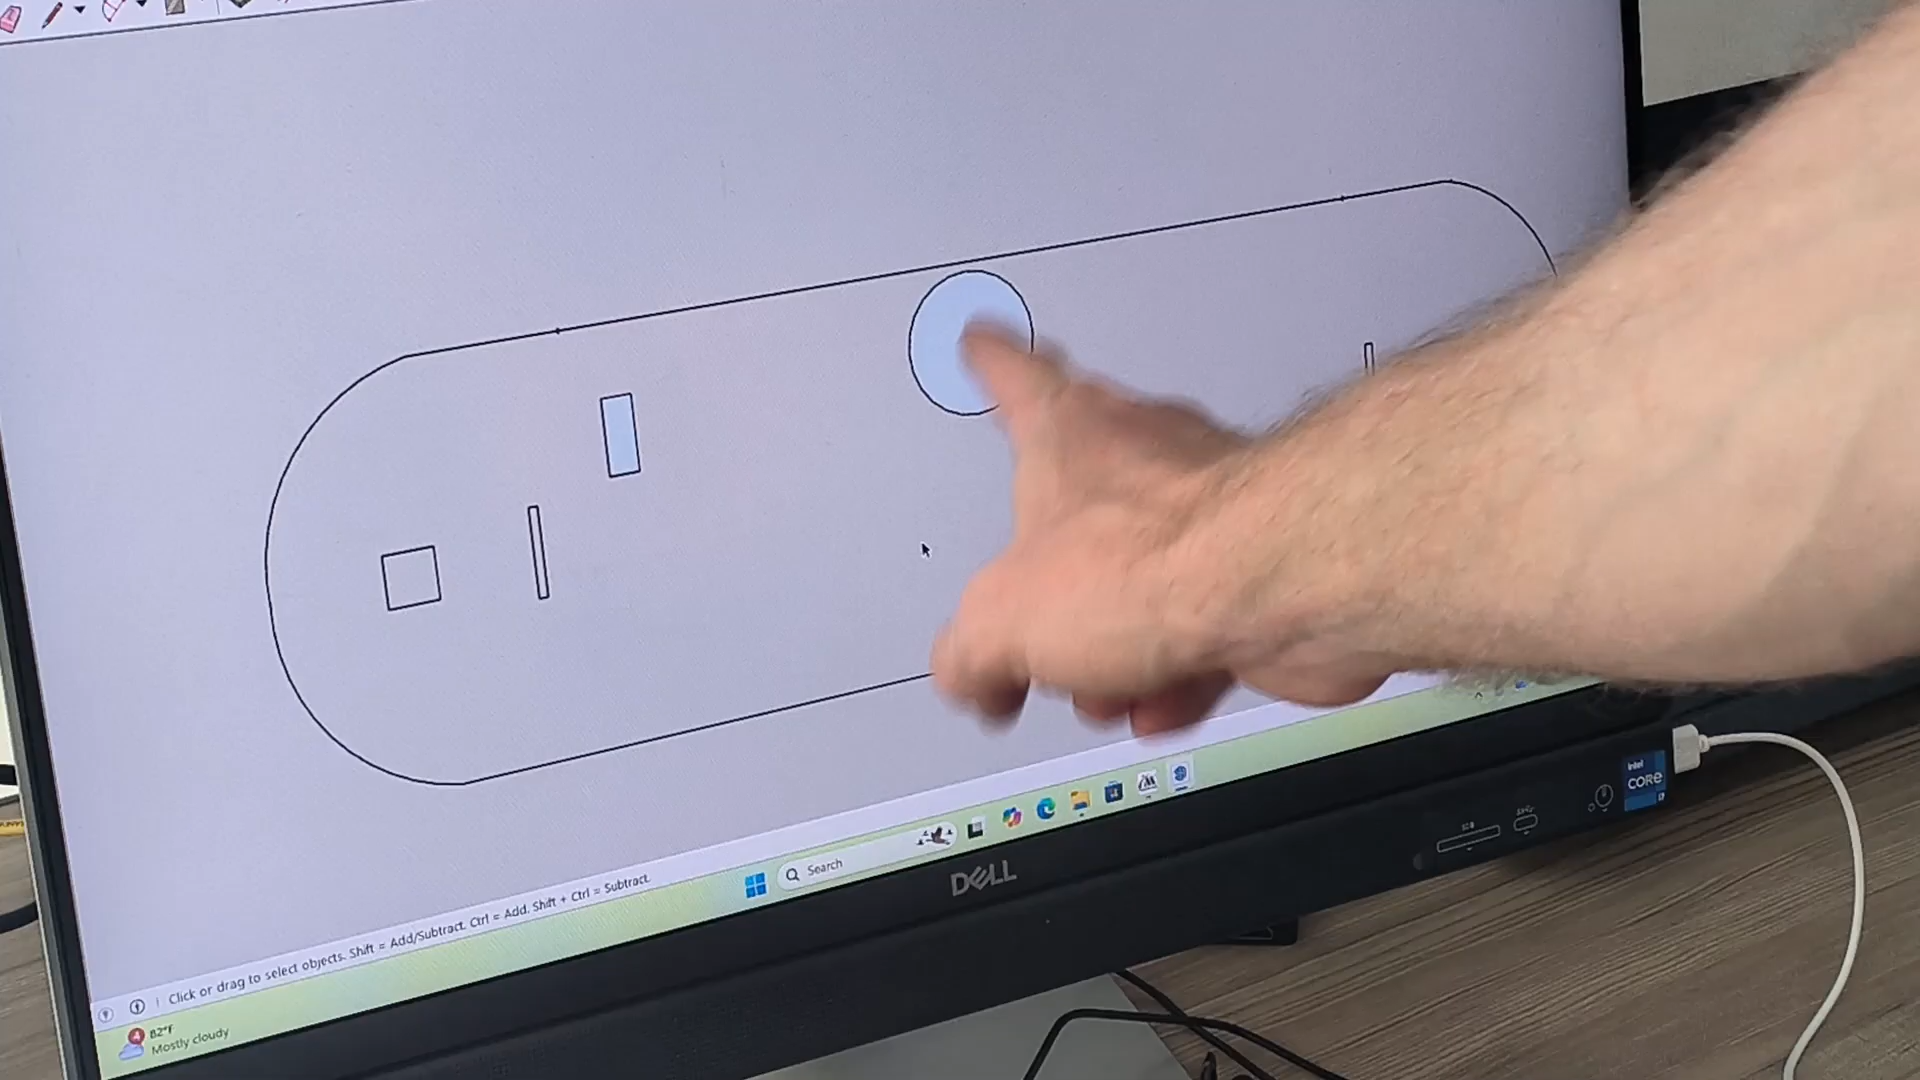 Click or drag to select objects. Shift = Add/Subtract. Ctrl = Add. Shift + Ctrl = Subtract.
Search
82°F
Mostly cloudy
DELL
intel
CORE